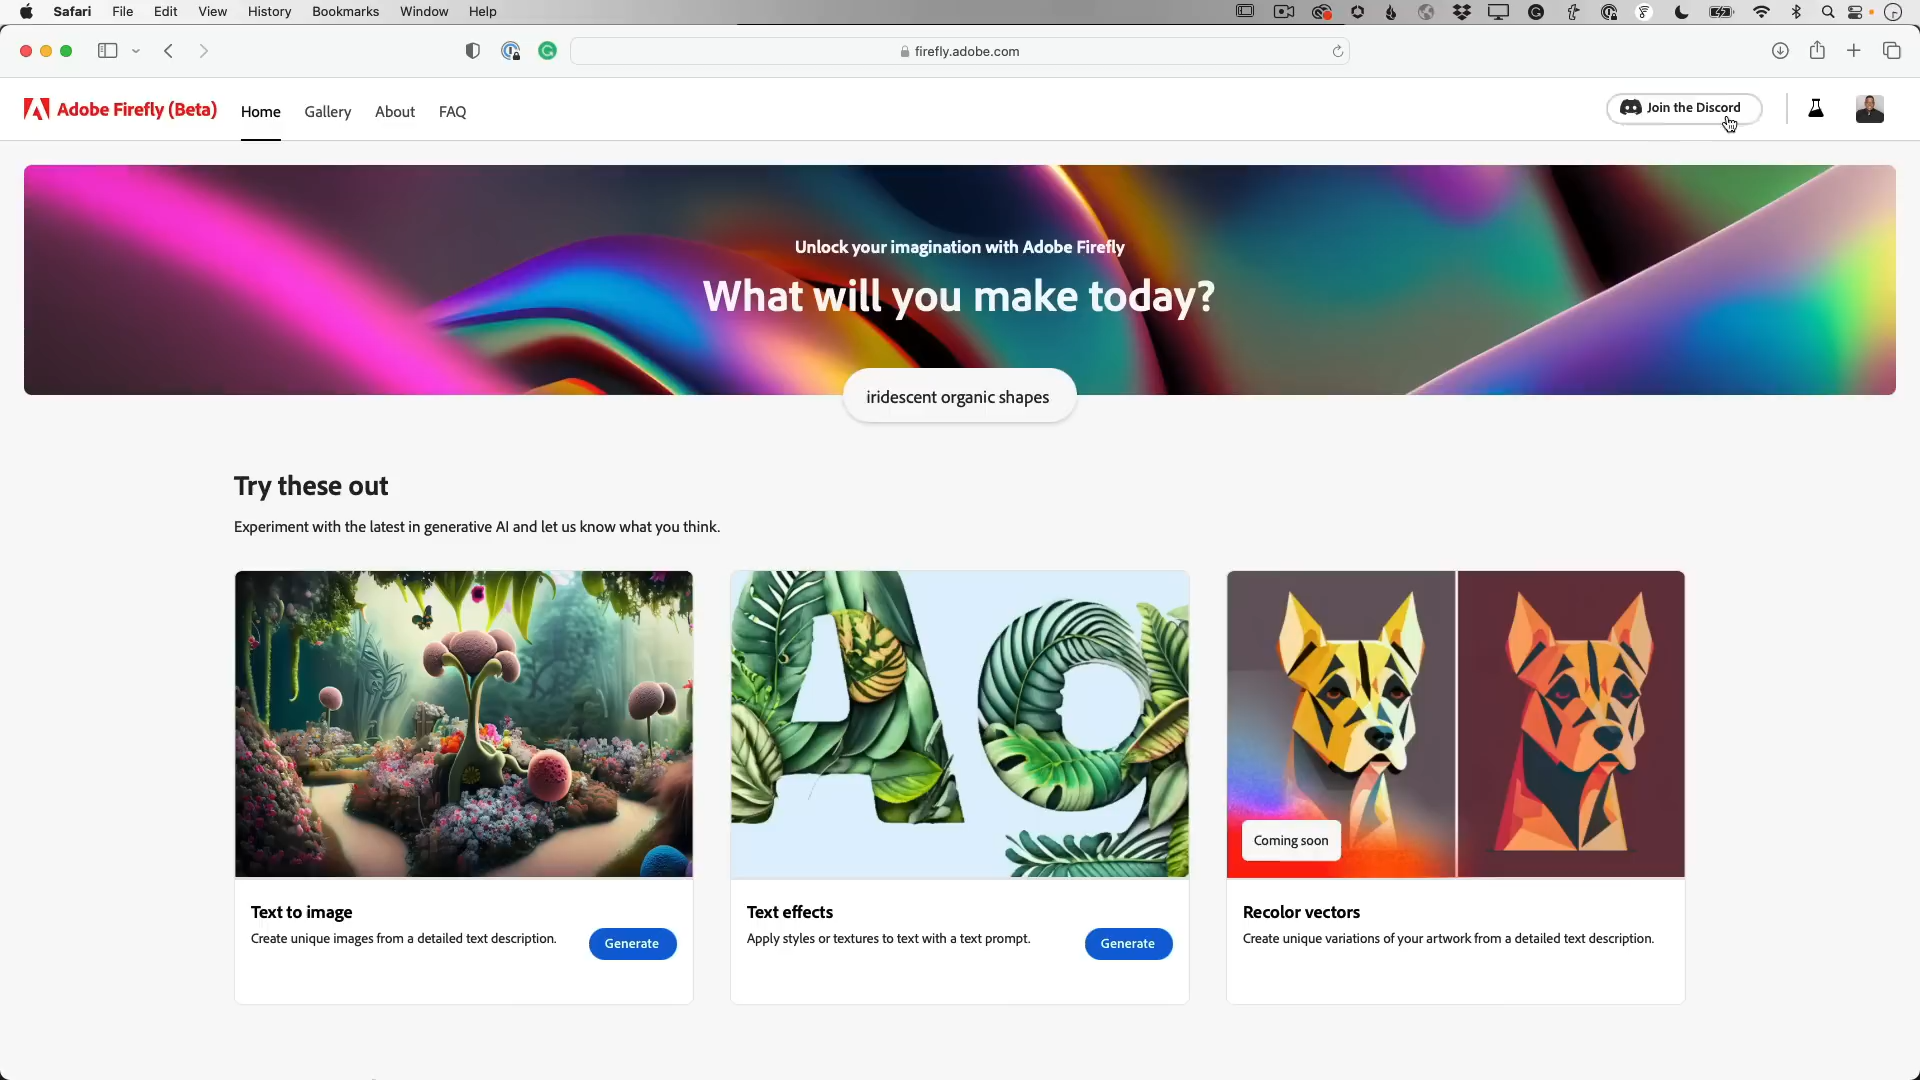 Safari File Edit View History Bookmarks Window Help
firefly.adobe.com
Adobe Firefly (Beta) Home Gallery About FAQ Join the Discord
Unlock your imagination with Adobe Firefly
What will you make today?
iridescent organic shapes
Try these out
Experiment with the latest in generative AI and let us know what you think.
Ag
Coming soon
Text to image
Create unique images from a detailed text description.
Generate
Text effects
Apply styles or textures to text with a text prompt.
Generate
Recolor vectors
Create unique variations of your artwork from a detailed text description.